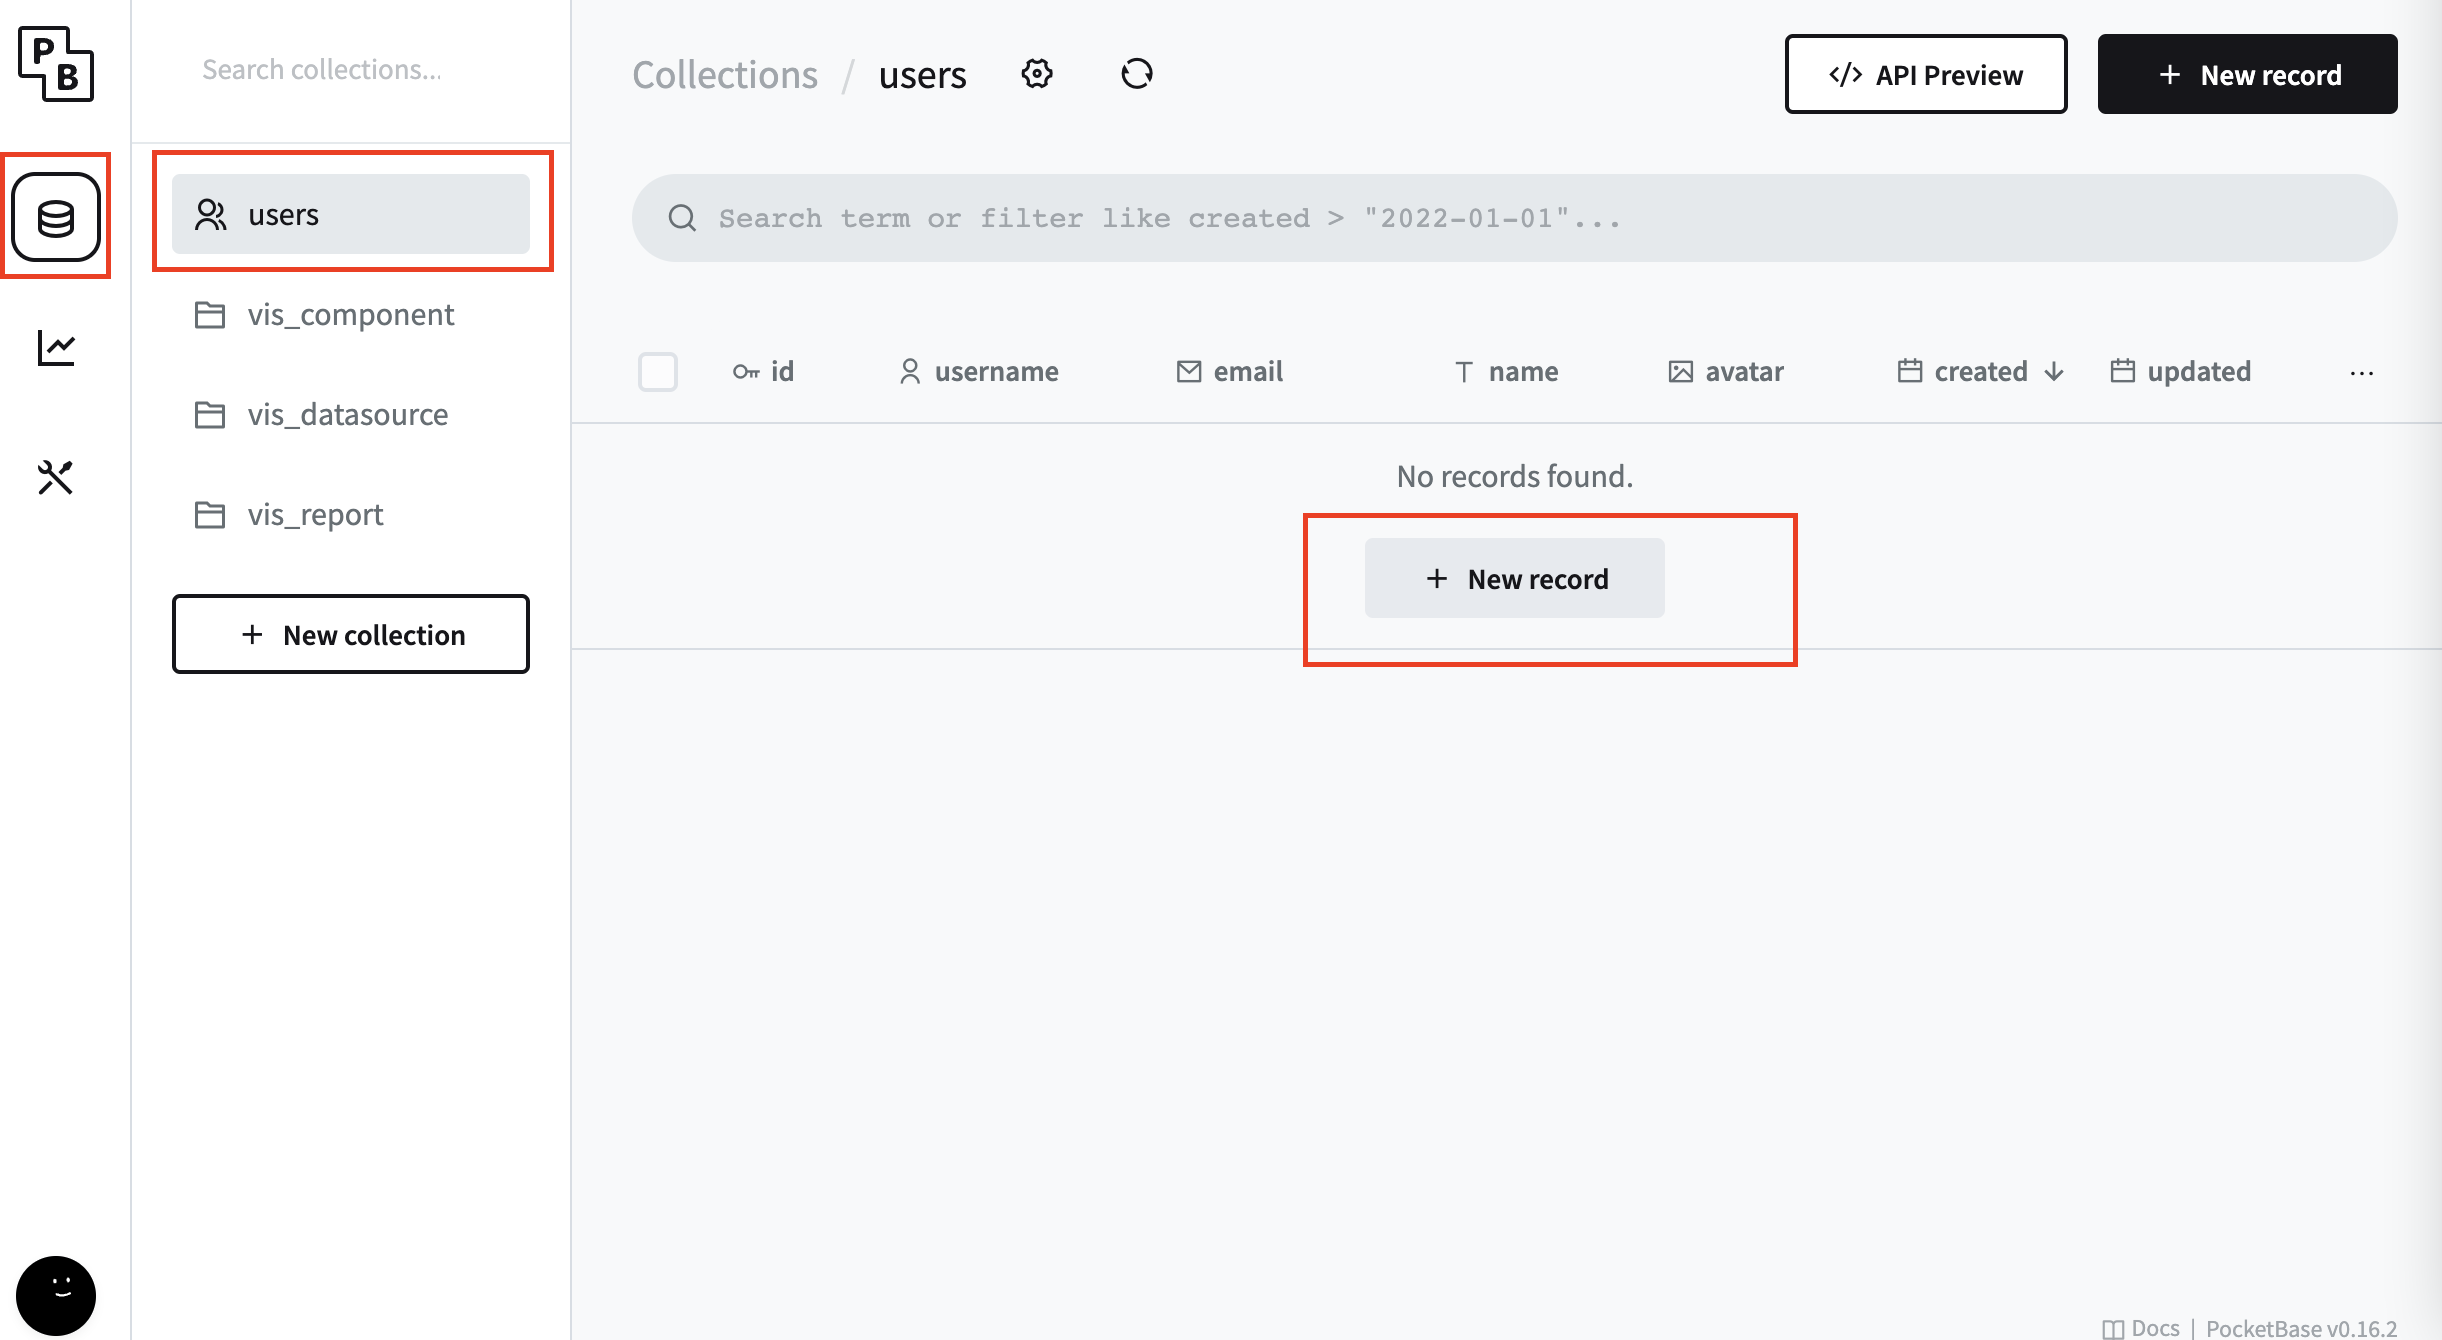 PB
Search collections...
users
vis_component
vis_datasource
vis_report
+ New collection
Collections / users
</> API Preview
+ New record
Search term or filter like created > "2022-01-01"...
id username email name avatar created updated ...
No records found.
+ New record
Docs | PocketBase v0.16.2